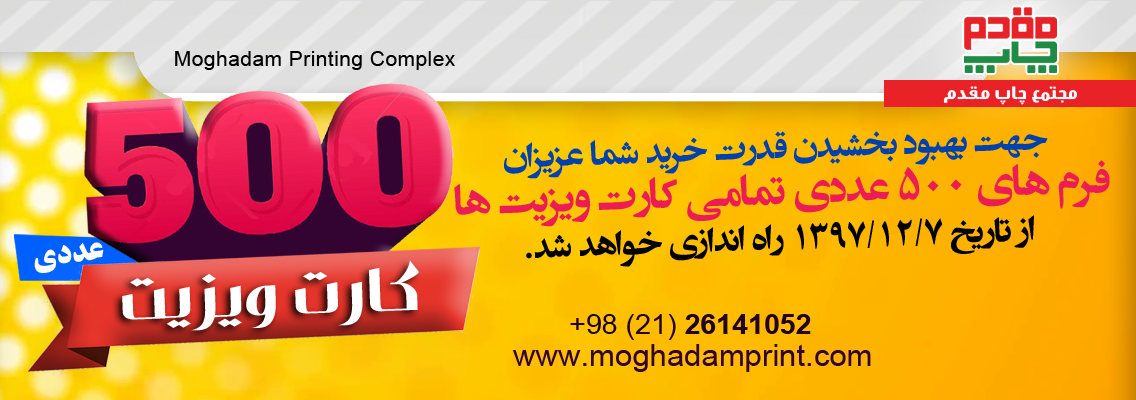 Moghadam Printing Complex
مقدم
چاپ
مجتمع چاپ مقدم
500
عددی
کارت ویزیت
جهت بهبود بخشیدن قدرت خرید شما عزیزان
فرم های ۵۰۰ عددی تمامی کارت ویزیت ها
از تاریخ ۱۳۹۷/۱۲/۷ راه اندازی خواهد شد.
+98 (21) 26141052
www.moghadamprint.com